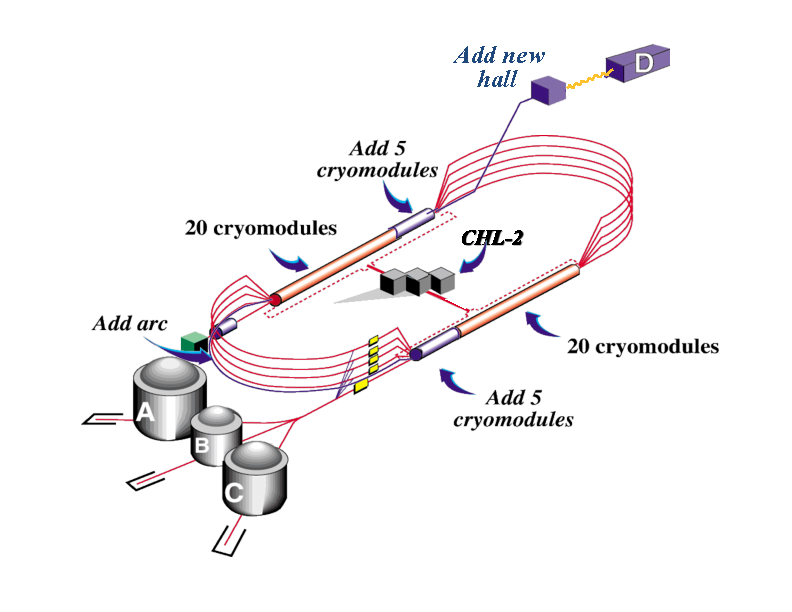 Add new
hall
D
Add 5
cryomodules
20 cryomodules
CHL-2
Add arc
20 cryomodules
Add 5
cryomodules
A
B
C